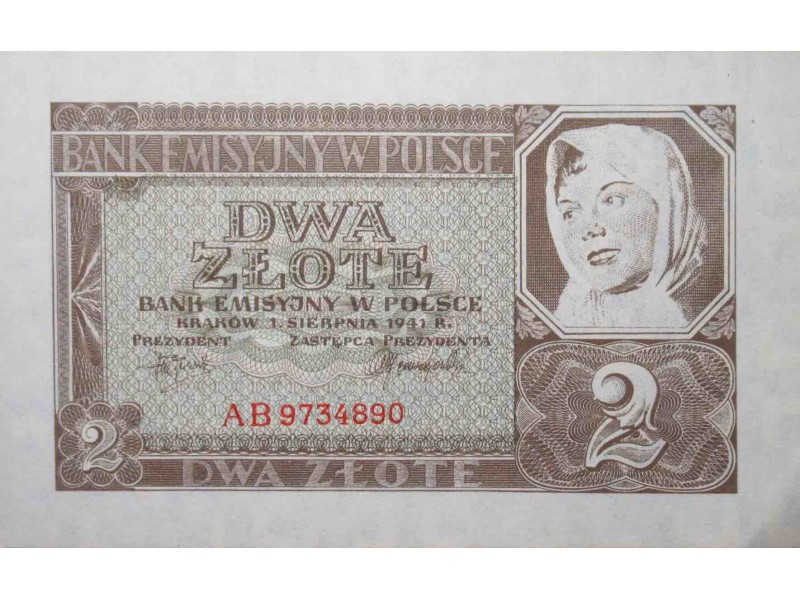 BANK EMISYJNY W POLSCE
DWA
ZŁOTE
BANK EMISYJNY W POLSCE
KRAKÓW 1. SIERPNIA 1941 R.
PREZYDENT ZASTĘPCA PREZYDENTA
AB 9734890
2 2
DWA ZŁOTE